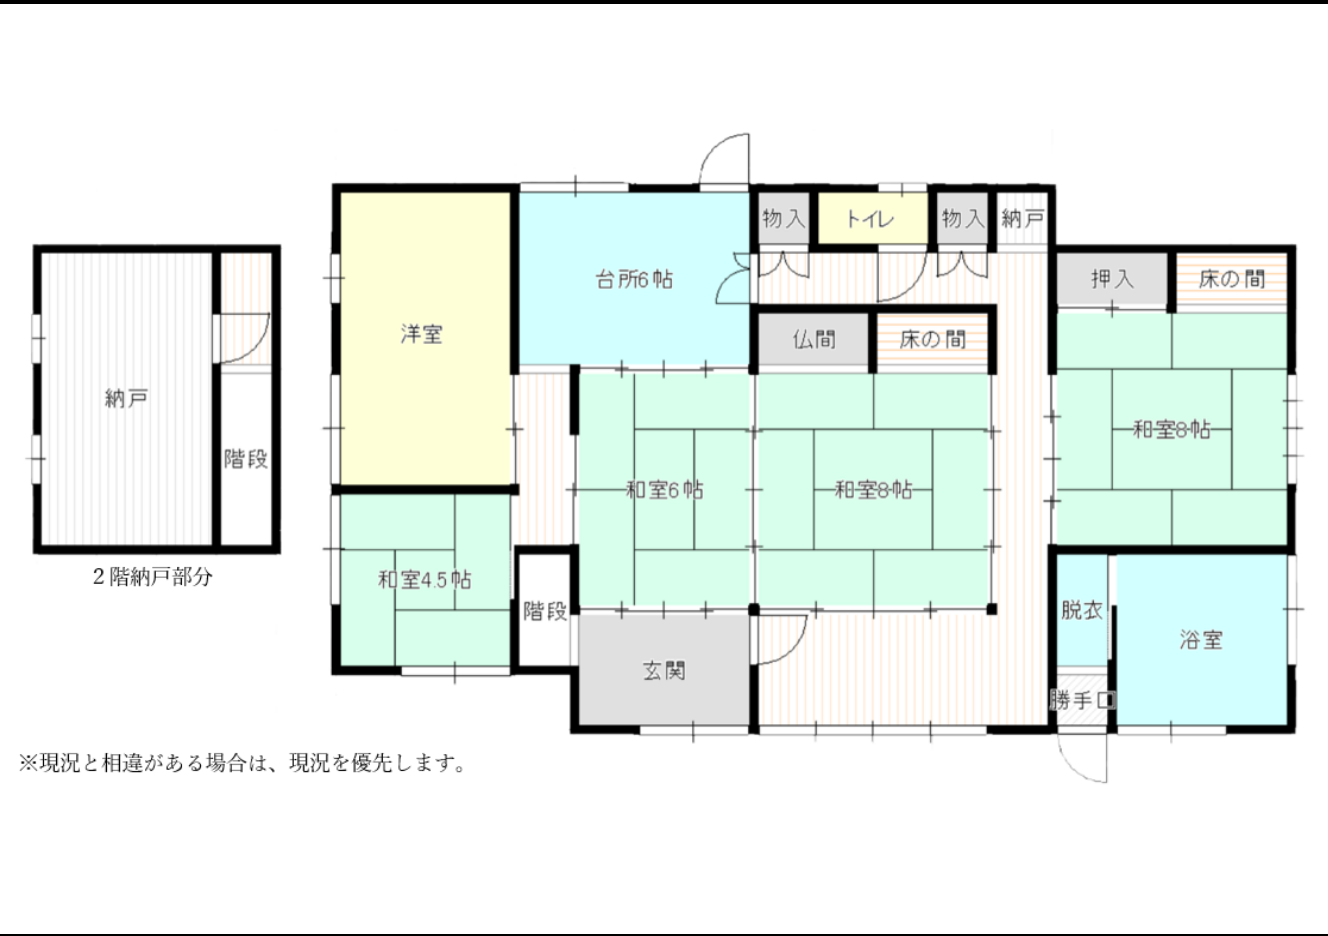 物入
トイレ
物入
納戸
台所6帖
押入
床の間
洋室
仏間
床の間
納戸
和室8帖
階段
和室6帖
和室8帖
２階納戸部分
和室4.5帖
階段
脱衣
浴室
玄関
勝手口
※現況と相違がある場合は、現況を優先します。